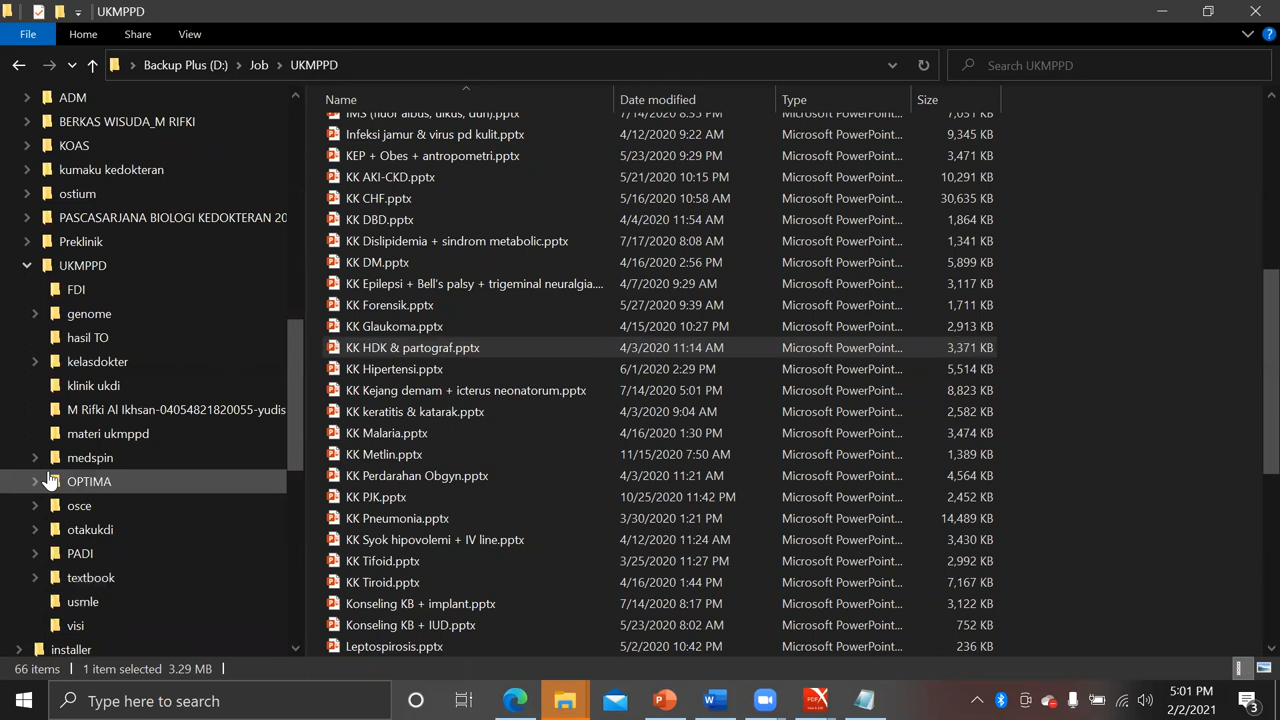 UKMPPD
File Home Share View
Backup Plus (D:) Job UKMPPD Search UKMPPD
ADM
BERKAS WISUDA_M RIFKI
KOAS
kumaku kedokteran
ostium
PASCASARJANA BIOLOGI KEDOKTERAN 20
Preklinik
UKMPPD
FDI
genome
hasil TO
kelasdokter
klinik ukdi
M Rifki Al Ikhsan-04054821820055-yudis
materi ukmppd
medspin
OPTIMA
osce
otakukdi
PADI
textbook
usmle
visi
installer
Name Date modified Type Size
IMS (fluor albus, ulkus, duh).pptx 7/14/2020 8:35 PM Microsoft PowerPoint... 7,031 KB
Infeksi jamur & virus pd kulit.pptx 4/12/2020 9:22 AM Microsoft PowerPoint... 9,345 KB
KEP + Obes + antropometri.pptx 5/23/2020 9:29 PM Microsoft PowerPoint... 3,471 KB
KK AKI-CKD.pptx 5/21/2020 10:15 PM Microsoft PowerPoint... 10,291 KB
KK CHF.pptx 5/16/2020 10:58 AM Microsoft PowerPoint... 30,635 KB
KK DBD.pptx 4/4/2020 11:54 AM Microsoft PowerPoint... 1,864 KB
KK Dislipidemia + sindrom metabolic.pptx 7/17/2020 8:08 AM Microsoft PowerPoint... 1,341 KB
KK DM.pptx 4/16/2020 2:56 PM Microsoft PowerPoint... 5,899 KB
KK Epilepsi + Bell's palsy + trigeminal neuralgia.... 4/7/2020 9:29 AM Microsoft PowerPoint... 3,117 KB
KK Forensik.pptx 5/27/2020 9:39 AM Microsoft PowerPoint... 1,711 KB
KK Glaukoma.pptx 4/15/2020 10:27 PM Microsoft PowerPoint... 2,913 KB
KK HDK & partograf.pptx 4/3/2020 11:14 AM Microsoft PowerPoint... 3,371 KB
KK Hipertensi.pptx 6/1/2020 2:29 PM Microsoft PowerPoint... 5,514 KB
KK Kejang demam + icterus neonatorum.pptx 7/14/2020 5:01 PM Microsoft PowerPoint... 8,823 KB
KK keratitis & katarak.pptx 4/3/2020 9:04 AM Microsoft PowerPoint... 2,582 KB
KK Malaria.pptx 4/16/2020 1:30 PM Microsoft PowerPoint... 3,474 KB
KK Metlin.pptx 11/15/2020 7:50 AM Microsoft PowerPoint... 1,389 KB
KK Perdarahan Obgyn.pptx 4/3/2020 11:21 AM Microsoft PowerPoint... 4,564 KB
KK PJK.pptx 10/25/2020 11:42 PM Microsoft PowerPoint... 2,452 KB
KK Pneumonia.pptx 3/30/2020 1:21 PM Microsoft PowerPoint... 14,489 KB
KK Syok hipovolemi + IV line.pptx 4/12/2020 11:24 AM Microsoft PowerPoint... 3,430 KB
KK Tifoid.pptx 3/25/2020 11:27 PM Microsoft PowerPoint... 2,992 KB
KK Tiroid.pptx 4/16/2020 1:44 PM Microsoft PowerPoint... 7,167 KB
Konseling KB + implant.pptx 7/14/2020 8:17 PM Microsoft PowerPoint... 3,122 KB
Konseling KB + IUD.pptx 5/23/2020 8:02 AM Microsoft PowerPoint... 752 KB
Leptospirosis.pptx 5/2/2020 10:42 PM Microsoft PowerPoint... 236 KB
66 items 1 item selected 3.29 MB
Type here to search
5:01 PM
2/2/2021
3